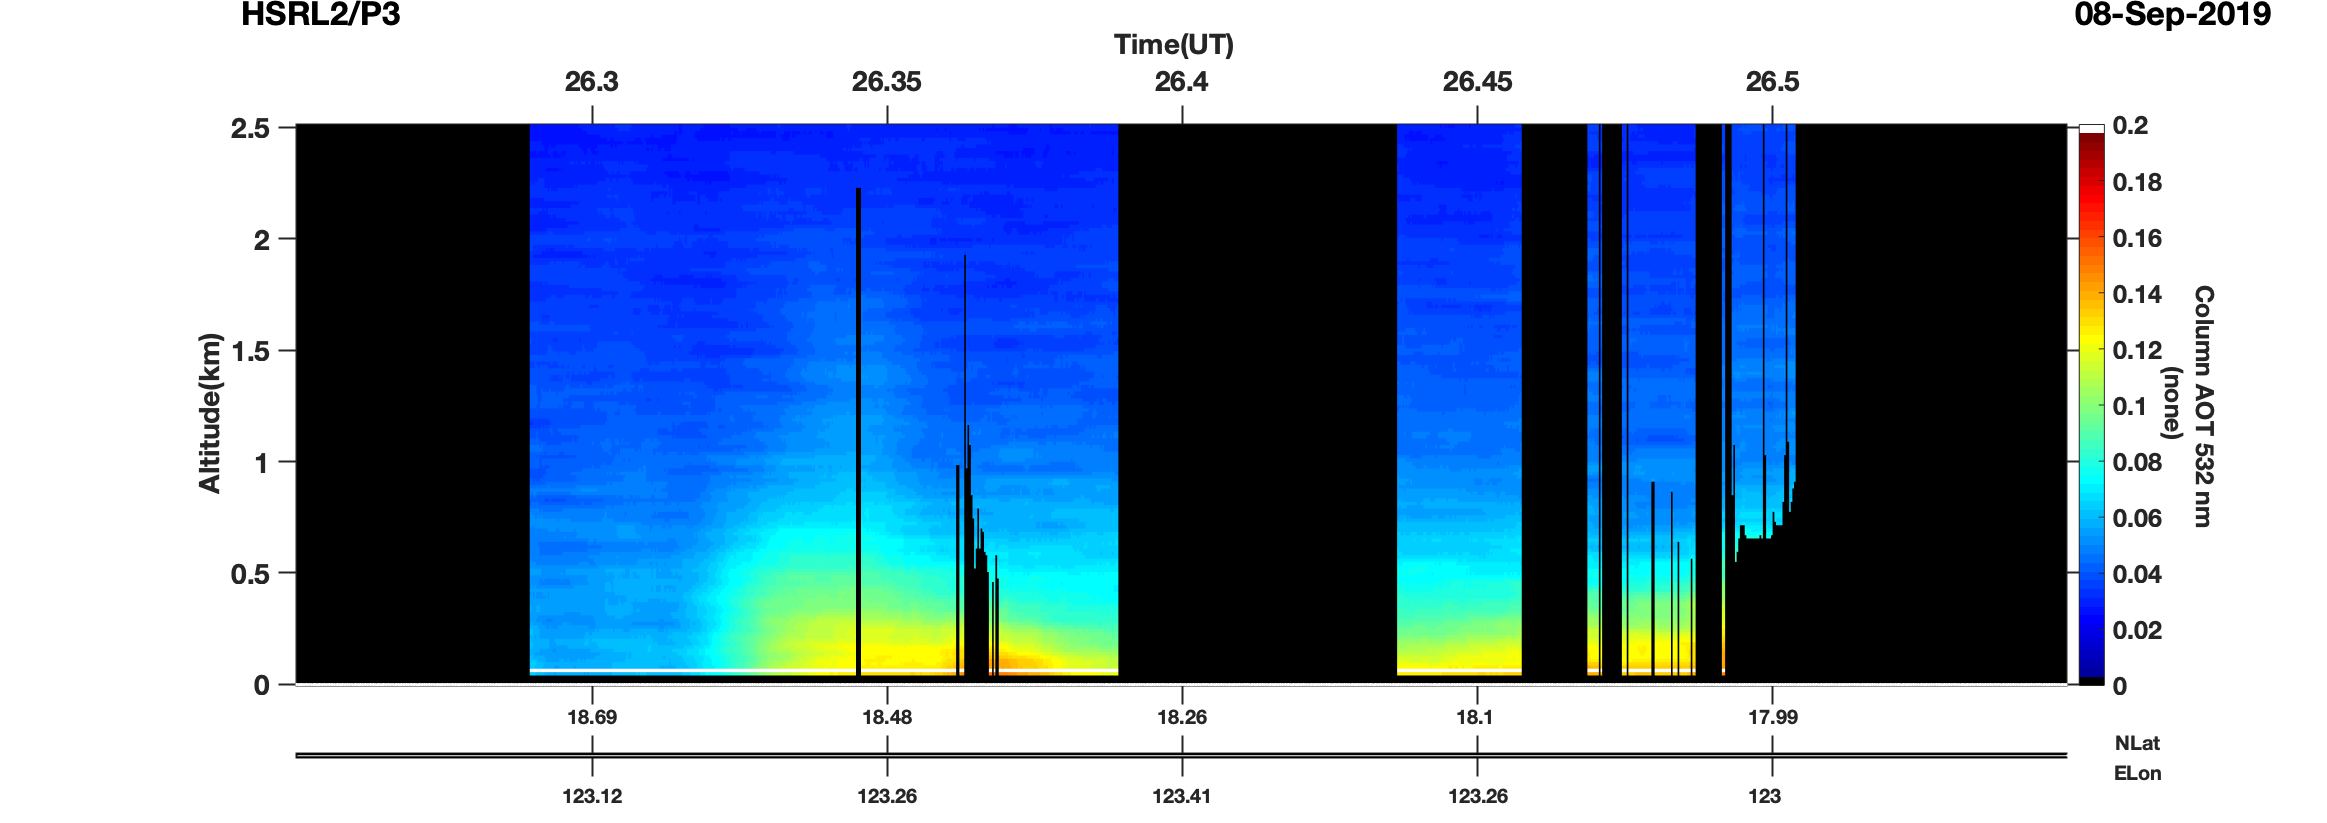 HSRL2/P3
08-Sep-2019
Time(UT)
26.3 26.35 26.4 26.45 26.5
2.5
2
1.5
1
0.5
0
Altitude(km)
0.2
0.18
0.16
0.14
0.12
0.1
0.08
0.06
0.04
0.02
0
Column AOT 532 nm
(none)
18.69 18.48 18.26 18.1 17.99
NLat
ELon
123.12 123.26 123.41 123.26 123